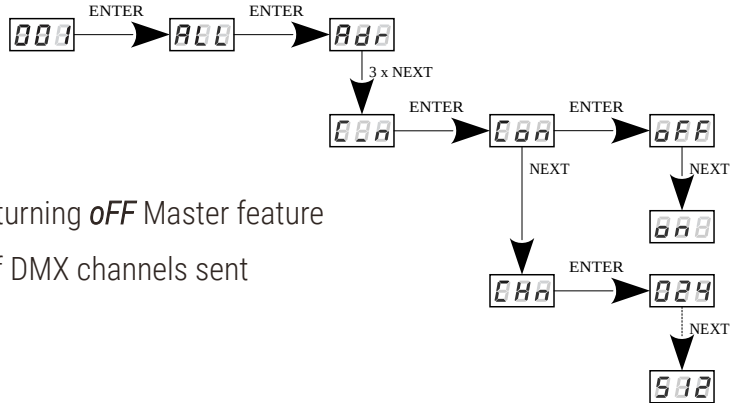 ENTER ENTER
001 ALL Adr
3 x NEXT
ENTER ENTER
C_n Con oFF
NEXT NEXT
turning oFF Master feature
on
f DMX channels sent
ENTER
CHn 024
NEXT
512